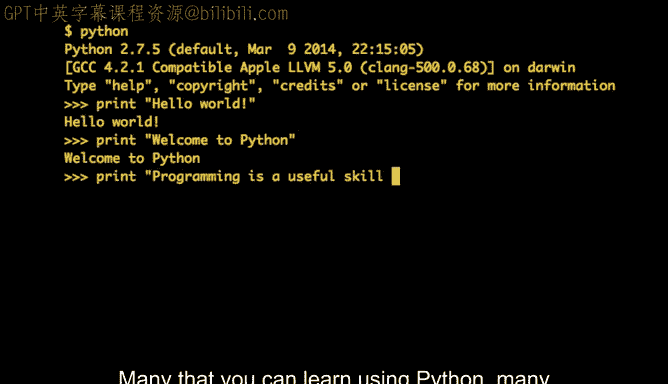 GPT中英字幕课程资源@bilibili.com
$ python
Python 2.7.5 (default, Mar  9 2014, 22:15:05)
[GCC 4.2.1 Compatible Apple LLVM 5.0 (clang-500.0.68)] on darwin
Type "help", "copyright", "credits" or "license" for more information
>>> print "Hello world!"
Hello world!
>>> print "Welcome to Python"
Welcome to Python
>>> print "Programming is a useful skill
Many that you can learn using Python, many